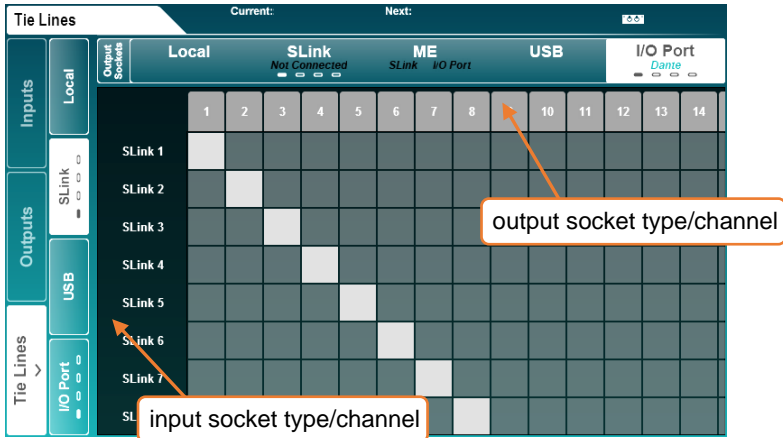 Tie Lines
Current:
Next:
Inputs
Outputs
Tie Lines
Local
SLink
USB
I/O Port
Output
Sockets
Local
SLink
Not Connected
ME
SLink I/O Port
USB
I/O Port
Dante
1 2 3 4 5 6 7 8 10 11 12 13 14
SLink 1
SLink 2
SLink 3
SLink 4
SLink 5
SLink 6
SLink 7
SL
output socket type/channel
input socket type/channel